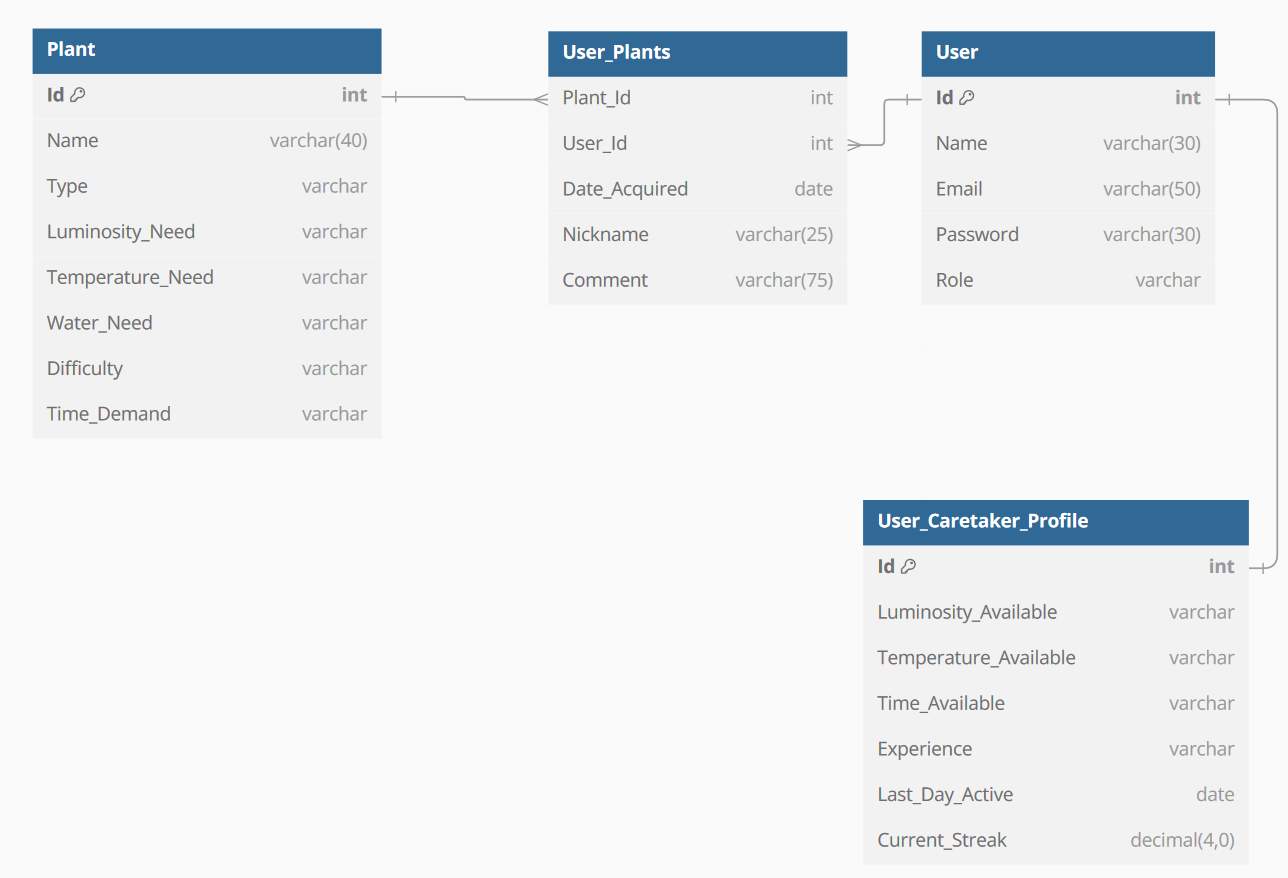 Plant
Id int
Name varchar(40)
Type varchar
Luminosity_Need varchar
Temperature_Need varchar
Water_Need varchar
Difficulty varchar
Time_Demand varchar
User_Plants
Plant_Id int
User_Id int
Date_Acquired date
Nickname varchar(25)
Comment varchar(75)
User
Id int
Name varchar(30)
Email varchar(50)
Password varchar(30)
Role varchar
User_Caretaker_Profile
Id int
Luminosity_Available varchar
Temperature_Available varchar
Time_Available varchar
Experience varchar
Last_Day_Active date
Current_Streak decimal(4,0)